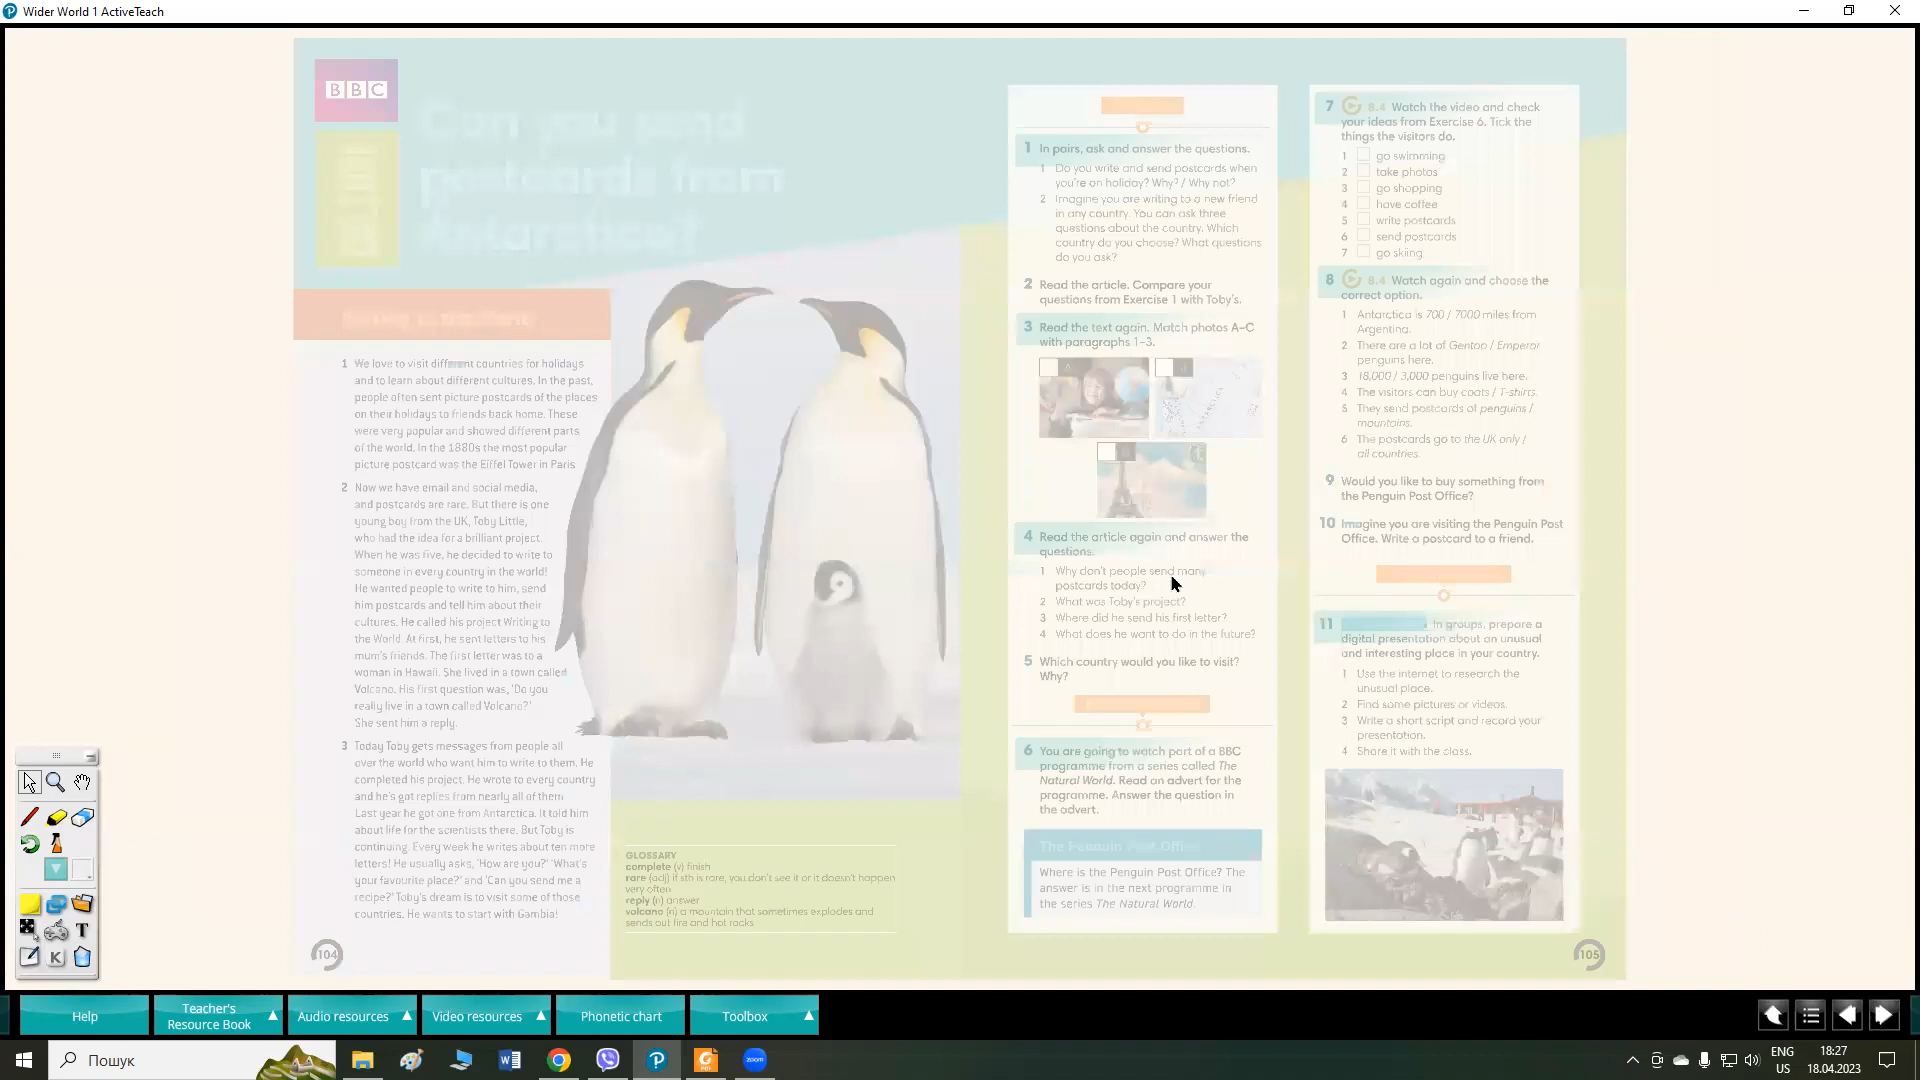 Wider World 1 ActiveTeach
BBC
Can you send
postcards from
Antarctica?
1 We love to visit different countries for holidays
and to learn about different cultures. In the past,
people often sent picture postcards of the places
on their holidays to friends back home. These
were very popular and showed different parts
of the world. In the 1880s the most popular
picture postcard was the Eiffel Tower in Paris
2 Now we have email and social media,
and postcards are rare. But there is one
young boy from the UK, Toby Little,
who had the idea for a brilliant project.
When he was five, he decided to write to
someone in every country in the world!
He wanted people to write to him, send
him postcards and tell him about their
cultures. He called his project Writing to
the World. At first, he sent letters to his
mum's friends. The first letter was to a
woman in Hawaii. She lived in a town called
Volcano. His first question was, 'Do you
really live in a town called Volcano?'
She sent him a reply.
3 Today Toby gets messages from people all
over the world who want him to write to them. He
completed his project. He wrote to every country
and he's got replies from nearly all of them
Last year he got one from Antarctica. It told him
about life for the scientists there. But Toby is
continuing. Every week he writes about ten more
letters! He usually asks, 'How are you?' 'What's
your favourite place?' and 'Can you send me a
recipe?' Toby's dream is to visit some of those
countries. He wants to start with Gambia!
104
GLOSSARY
complete (v) finish
rare (adj) if sth is rare, you don't see it or it doesn't happen
very often
reply (n) answer
volcano (n) a mountain that sometimes explodes and
sends out fire and hot rocks
1 In pairs, ask and answer the questions.
1 Do you write and send postcards when
you're on holiday? Why? / Why not?
2 Imagine you are writing to a new friend
in any country. You can ask three
questions about the country. Which
country do you choose? What questions
do you ask?
2 Read the article. Compare your
questions from Exercise 1 with Toby's.
3 Read the text again. Match photos A–C
with paragraphs 1–3.
4 Read the article again and answer the
questions.
1 Why don't people send many
postcards today?
2 What was Toby's project?
3 Where did he send his first letter?
4 What does he want to do in the future?
5 Which country would you like to visit?
Why?
6 You are going to watch part of a BBC
programme from a series called The
Natural World. Read an advert for the
programme. Answer the question in
the advert.
The Penguin Post Office
Where is the Penguin Post Office? The
answer is in the next programme in
the series The Natural World.
7 8.4 Watch the video and check
your ideas from Exercise 6. Tick the
things the visitors do.
1 go swimming
2 take photos
3 go shopping
4 have coffee
5 write postcards
6 send postcards
7 go skiing
8 8.4 Watch again and choose the
correct option.
1 Antarctica is 700 / 7000 miles from
Argentina.
2 There are a lot of Gentoo / Emperor
penguins here.
3 18,000 / 3,000 penguins live here.
4 The visitors can buy coats / T-shirts.
5 They send postcards of penguins /
mountains.
6 The postcards go to the UK only /
all countries.
9 Would you like to buy something from
the Penguin Post Office?
10 Imagine you are visiting the Penguin Post
Office. Write a postcard to a friend.
11 In groups, prepare a
digital presentation about an unusual
and interesting place in your country.
1 Use the internet to research the
unusual place.
2 Find some pictures or videos.
3 Write a short script and record your
presentation.
4 Share it with the class.
105
T
K
Help
Teacher's
Resource Book
Audio resources
Video resources
Phonetic chart
Toolbox
Пошук
zoom
ENG
US
18:27
18.04.2023